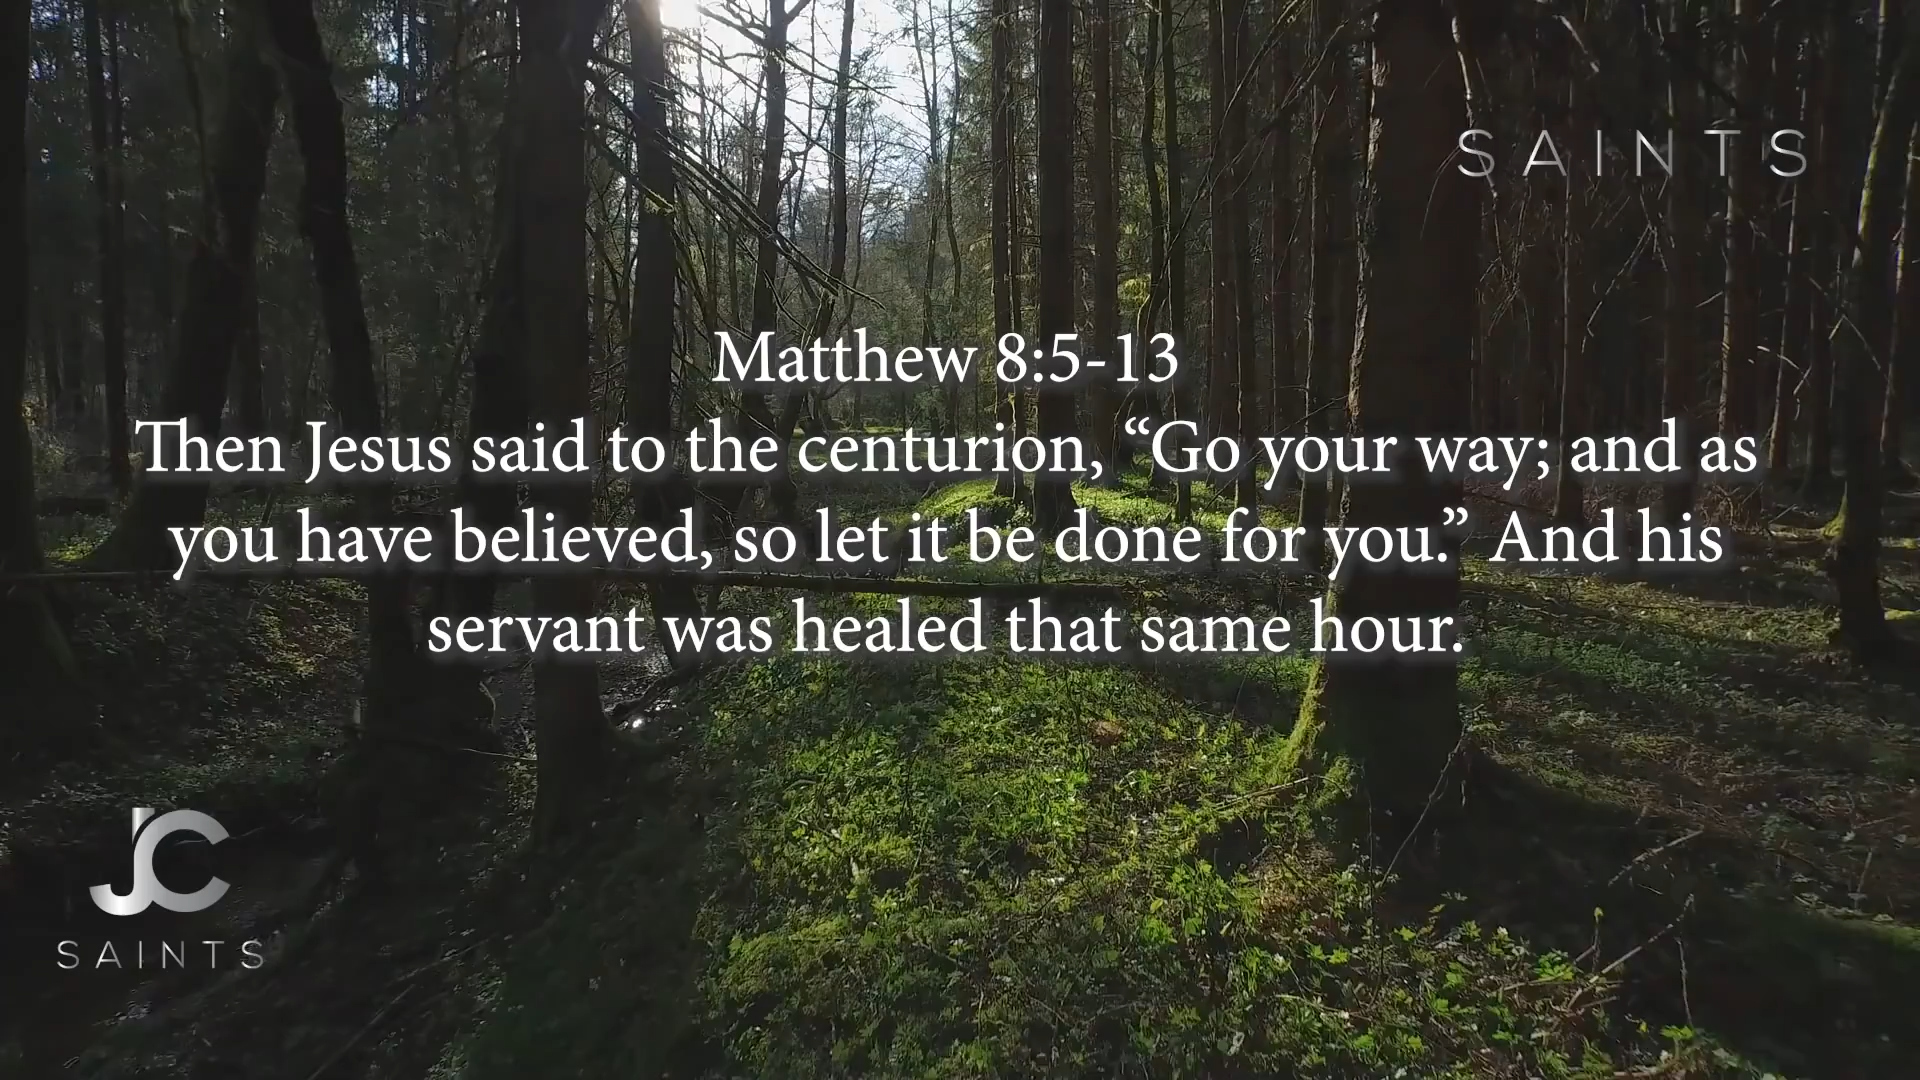 SAINTS
Matthew 8:5-13
Then Jesus said to the centurion, “Go your way; and as
you have believed, so let it be done for you.” And his
servant was healed that same hour.
JC
SAINTS